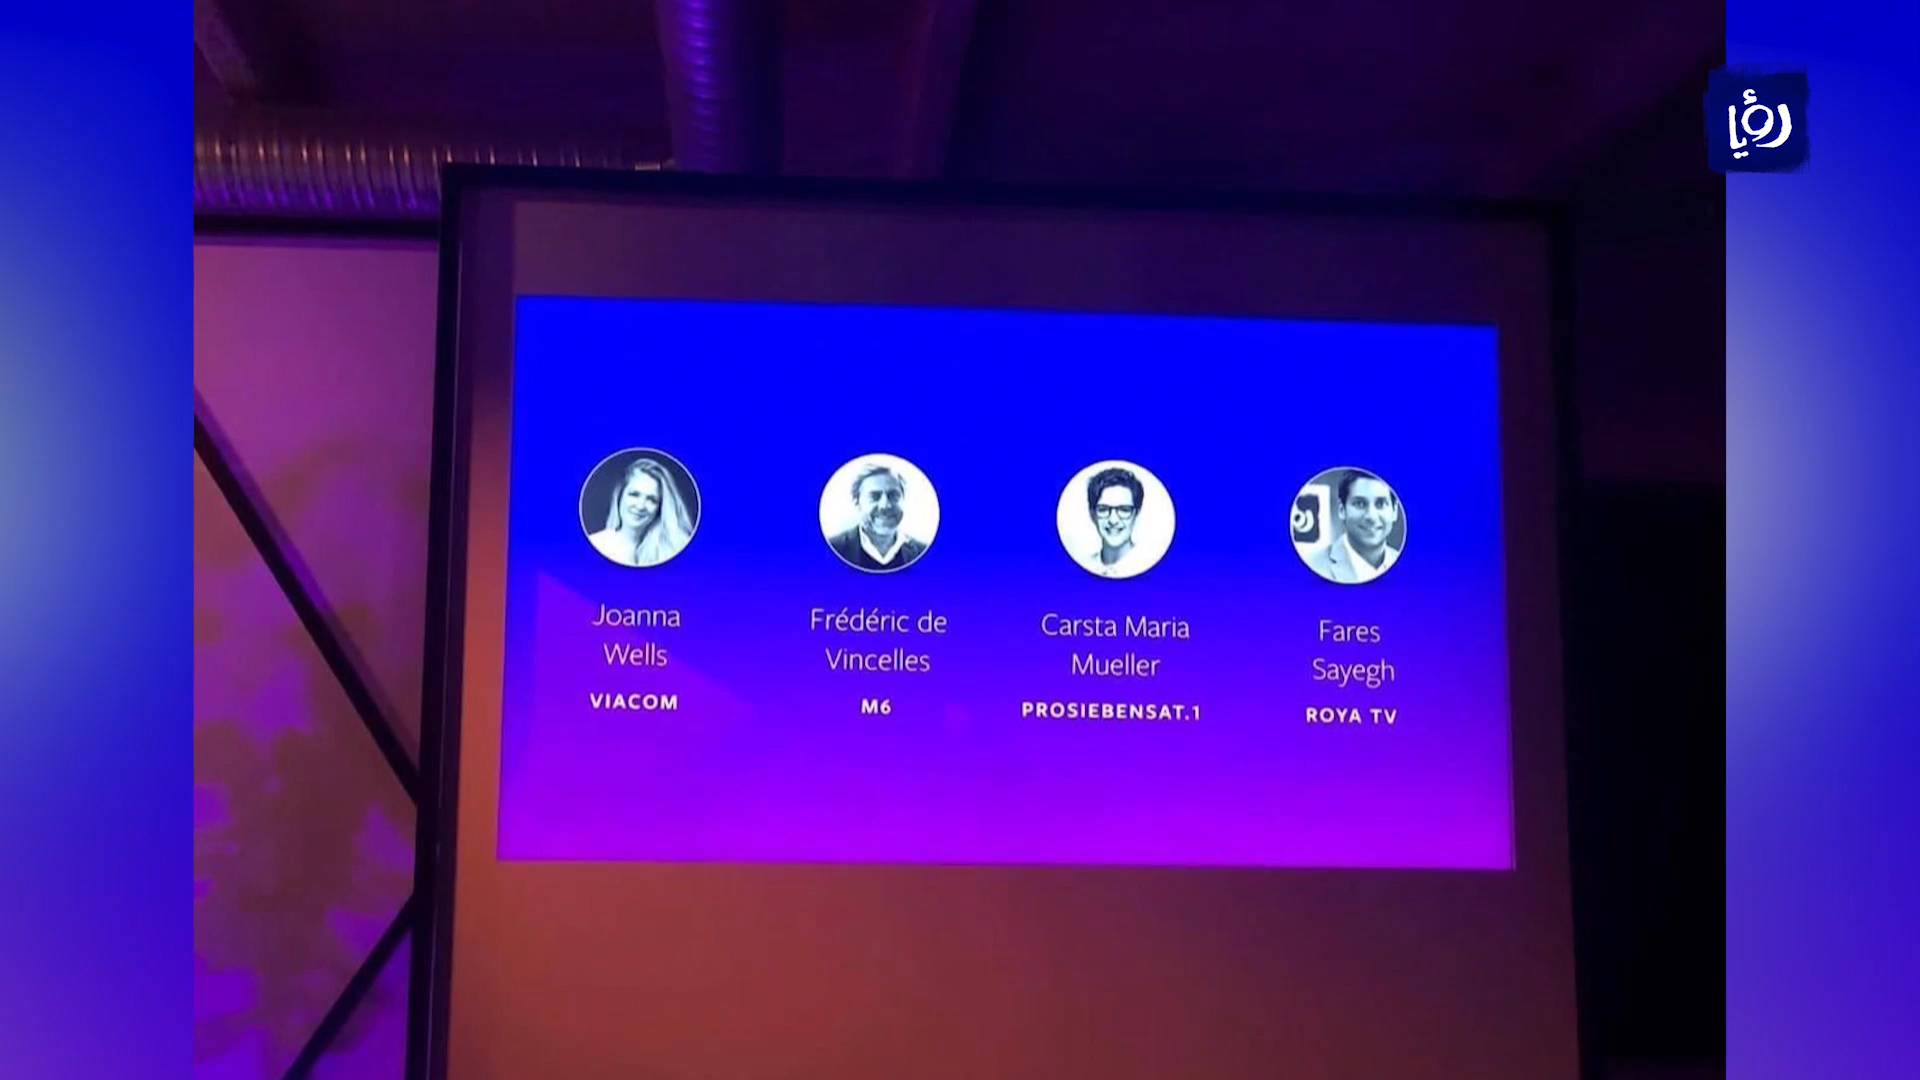 رؤيا
Joanna
Wells
VIACOM
Frédéric de
Vincelles
M6
Carsta Maria
Mueller
PROSIEBENSAT.1
Fares
Sayegh
ROYA TV